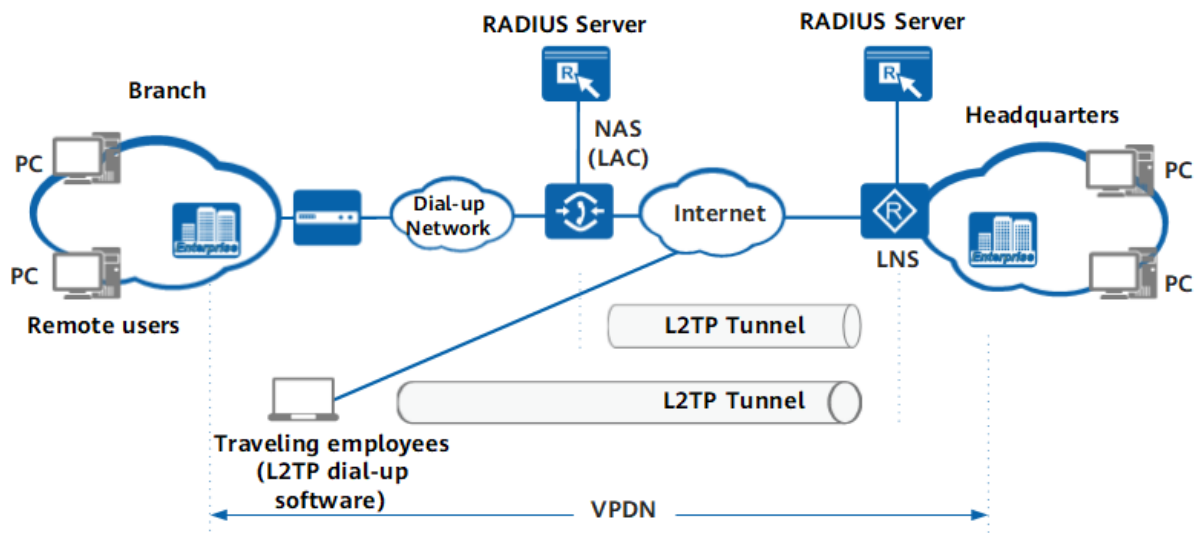 RADIUS Server
RADIUS Server
Branch
Headquarters
NAS
(LAC)
PC
PC
Dial-up
Network
Internet
Enterprise
Enterprise
R
R
R
LNS
PC
PC
Remote users
L2TP Tunnel
L2TP Tunnel
Traveling employees
(L2TP dial-up
software)
VPDN